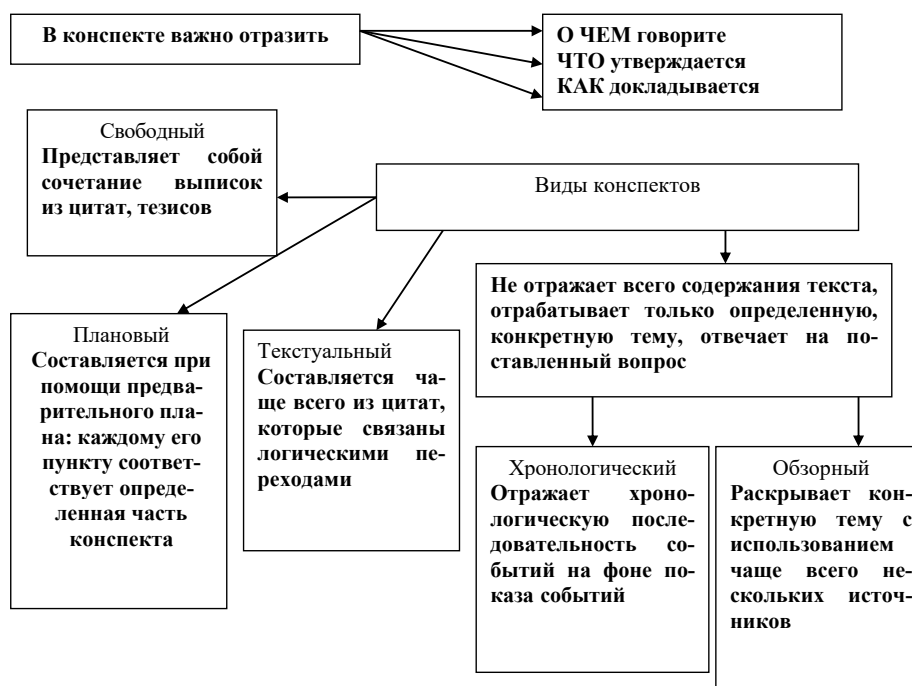 В конспекте важно отразить
О ЧЕМ говорите
ЧТО утверждается
КАК докладывается
Свободный
Представляет собой
сочетание выписок
из цитат, тезисов
Виды конспектов
Не отражает всего содержания текста,
отрабатывает только определенную,
конкретную тему, отвечает на по-
ставленный вопрос
Плановый
Составляется при
помощи предва-
рительного пла-
на: каждому его
пункту соответ-
ствует опреде-
ленная часть
конспекта
Текстуальный
Составляется ча-
ще всего из цитат,
которые связаны
логическими пе-
реходами
Хронологический
Отражает хроно-
логическую после-
довательность со-
бытий на фоне по-
каза событий
Обзорный
Раскрывает кон-
кретную тему с
использованием
чаще всего не-
скольких источ-
ников